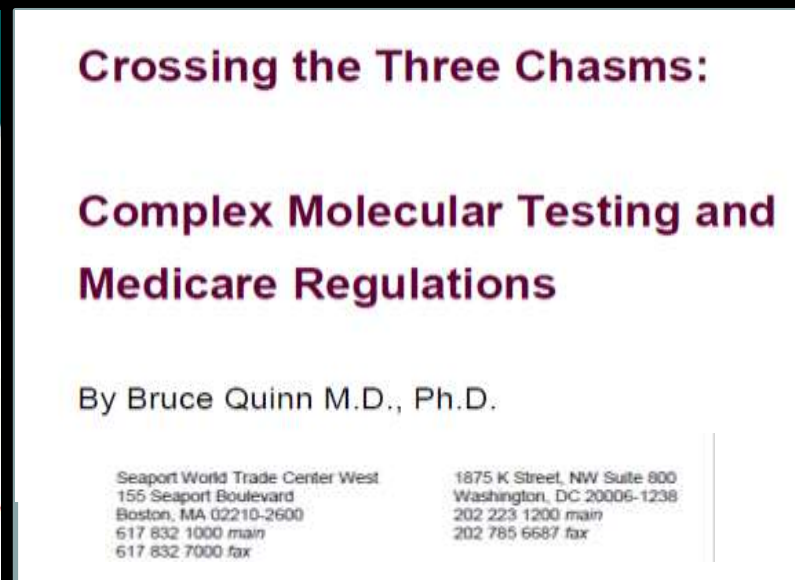 Crossing the Three Chasms:
Complex Molecular Testing and
Medicare Regulations
By Bruce Quinn M.D., Ph.D.
Seaport World Trade Center West
155 Seaport Boulevard
Boston, MA 02210-2600
617 832 1000 main
617 832 7000 fax
1875 K Street, NW Suite 800
Washington, DC 20006-1238
202 223 1200 main
202 785 6687 fax